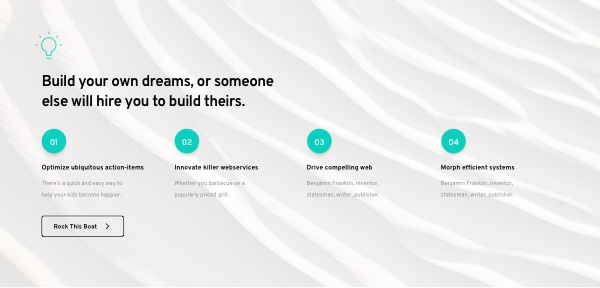 Build your own dreams, or someone
else will hire you to build theirs.
01
02
03
04
Optimize ubiquitous action-items
Innovate killer webservices
Drive compelling web
Morph efficient systems
There's a quick and easy way to
help your kids become happier.
Whether you barbecue on a
popularly priced grill.
Benjamin Franklin, inventor,
statesman, writer, publisher.
Benjamin Franklin, inventor,
statesman, writer, publisher.
Rock This Boat